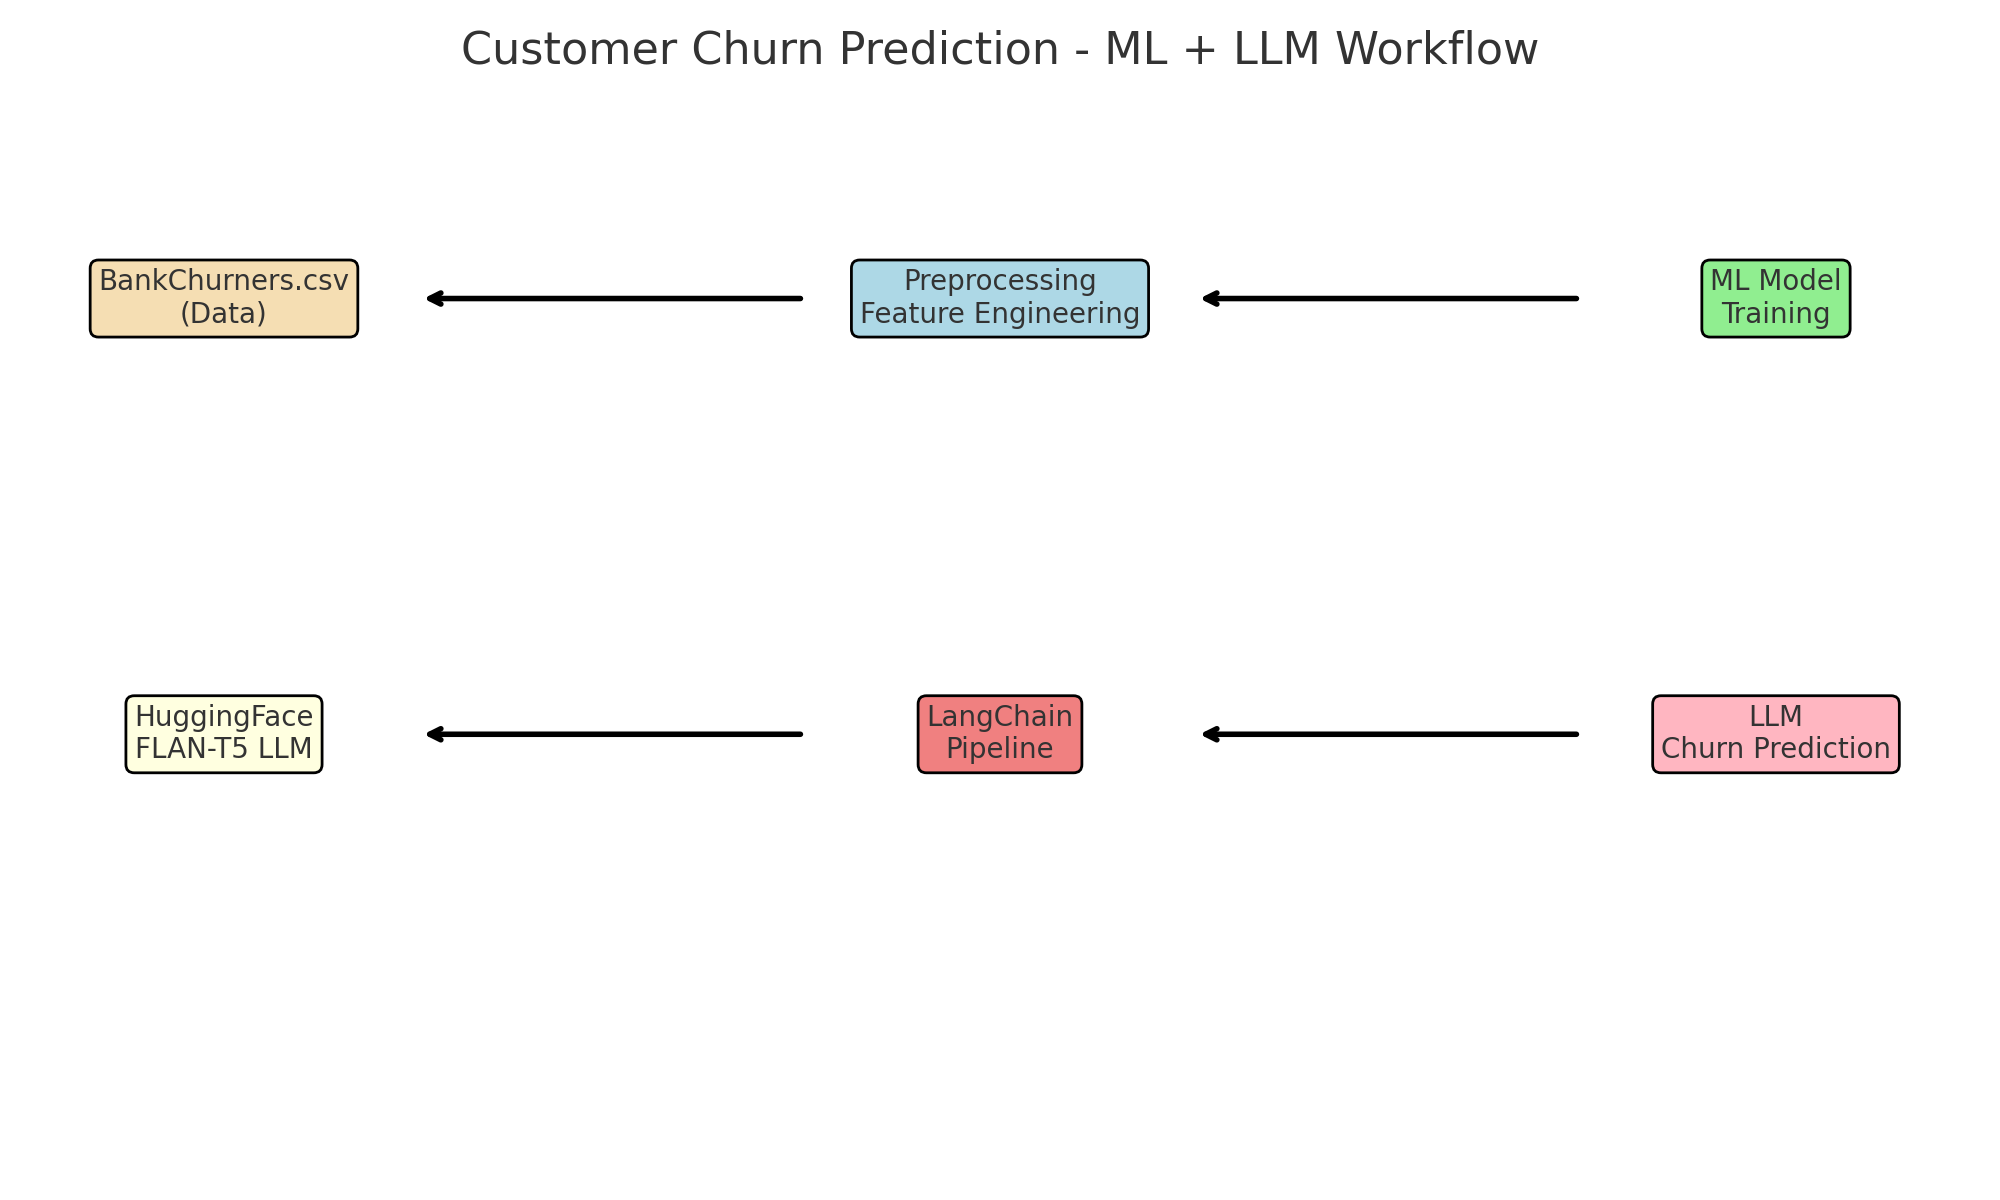 Customer Churn Prediction - ML + LLM Workflow
BankChurners.csv
(Data)
Preprocessing
Feature Engineering
ML Model
Training
HuggingFace
FLAN-T5 LLM
LangChain
Pipeline
LLM
Churn Prediction